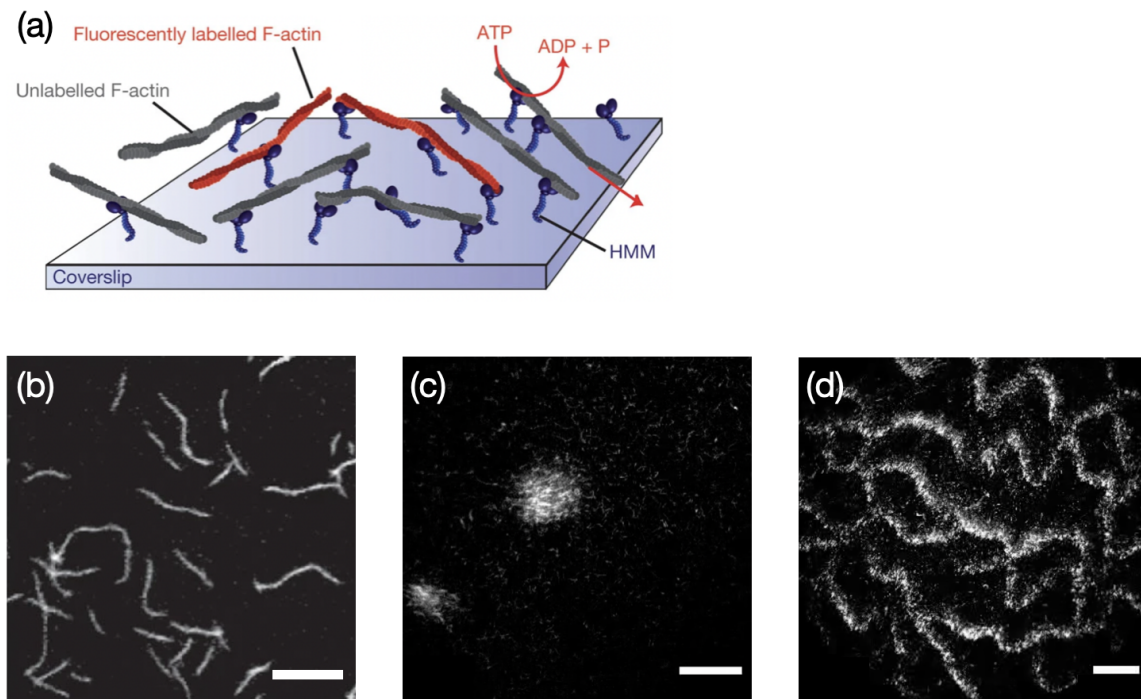 (a)
Fluorescently labelled F-actin
ATP
ADP + P
Unlabelled F-actin
HMM
Coverslip
(b)
(c)
(d)